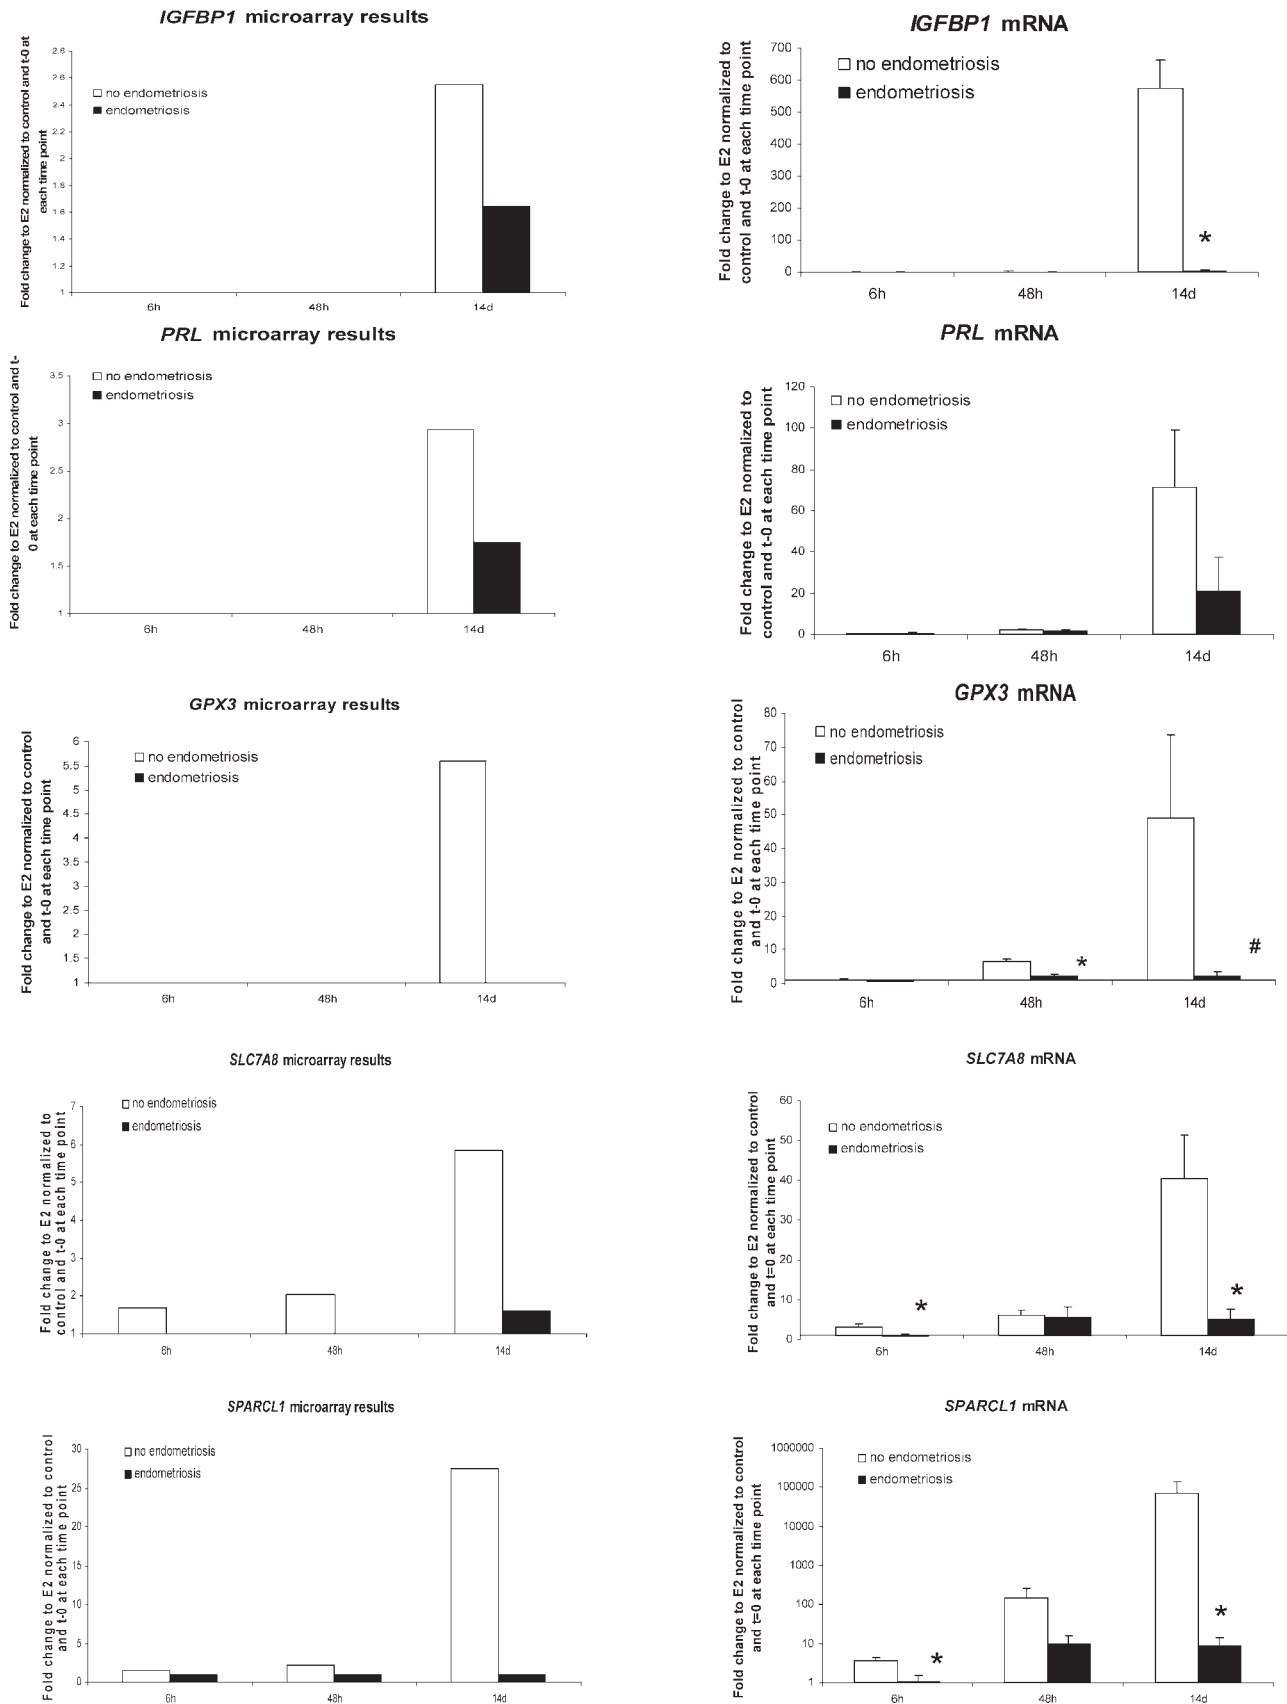 IGFBP1 microarray results
Fold change to E2 normalized to control and t-0 at
each time point
2.8
2.6
2.4
2.2
2
1.8
1.6
1.4
1.2
1
no endometriosis
endometriosis
6h
48h
14d
IGFBP1 mRNA
Fold change to E2 normalized to
control and t-0 at each time point
700
600
500
400
300
200
100
0
no endometriosis
endometriosis
*
6h
48h
14d
PRL microarray results
Fold change to E2 normalized to control and t-
0 at each time point
3.5
3
2.5
2
1.5
1
no endometriosis
endometriosis
6h
48h
14d
PRL mRNA
Fold change to E2 normalized to
control and t-0 at each time point
120
100
80
60
40
20
0
no endometriosis
endometriosis
6h
48h
14d
GPX3 microarray results
Fold change to E2 normalized to control
and t-0 at each time point
6
5.5
5
4.5
4
3.5
3
2.5
2
1.5
1
no endometriosis
endometriosis
6h
48h
14d
GPX3 mRNA
Fold change to E2 normalized to control
and t-0 at each time point
80
70
60
50
40
30
20
10
0
no endometriosis
endometriosis
*
#
6h
48h
14d
SLC7A8 microarray results
Fold change to E2 normalized to
control and t-0 at each time point
7
6
5
4
3
2
1
no endometriosis
endometriosis
6h
48h
14d
SLC7A8 mRNA
Fold change to E2 normalized to control
and t=0 at each time point
60
50
40
30
20
10
0
no endometriosis
endometriosis
*
*
6h
48h
14d
SPARCL1 microarray results
Fold change to E2 normalized to control
and t-0 at each time point
30
25
20
15
10
5
0
no endometriosis
endometriosis
6h
48h
14d
SPARCL1 mRNA
Fold change to E2 normalized to control
and t=0 at each time point
1000000
100000
10000
1000
100
10
1
no endometriosis
endometriosis
*
*
6h
48h
14d